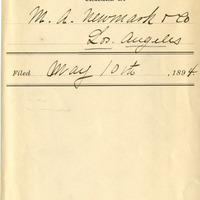 M. A. Newmark & Co
Los Angeles
Filed May 10th, 1894